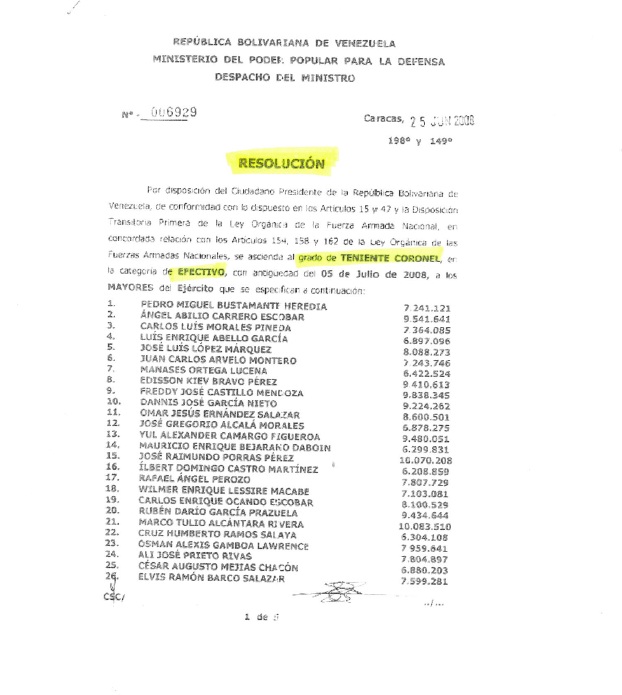 REPÚBLICA BOLIVARIANA DE VENEZUELA
MINISTERIO DEL PODER POPULAR PARA LA DEFENSA
DESPACHO DEL MINISTRO
Nº - 006929
Caracas, 25 JUN 2008
198º y 149º
RESOLUCIÓN
Por disposición del Ciudadano Presidente de la República Bolivariana de
Venezuela, de conformidad con lo dispuesto en los Artículos 15 y 47 y la Disposición
Transitoria Primera de la Ley Orgánica de la Fuerza Armada Nacional, en
concordada relación con los Artículos 154, 158 y 162 de la Ley Orgánica de las
Fuerzas Armadas Nacionales, se asciende al grado de TENIENTE CORONEL, en
la categoría de EFECTIVO, con antigüedad del 05 de Julio de 2008, a los
MAYORES del Ejército que se especifican a continuación:
1. PEDRO MIGUEL BUSTAMANTE HEREDIA 7.241.121
2. ÁNGEL ABILIO CARRERO ESCOBAR 9.541.641
3. CARLOS LUÍS MORALES PINEDA 7.364.085
4. LUÍS ENRIQUE ABELLO GARCÍA 6.897.096
5. JOSÉ LUÍS LÓPEZ MÁRQUEZ 8.088.273
6. JUAN CARLOS ARVELO MONTERO 7.243.746
7. MANASES ORTEGA LUCENA 6.422.524
8. EDISSON KIEV BRAVO PÉREZ 9.410.613
9. FREDDY JOSÉ CASTILLO MENDOZA 9.838.345
10. DANNIS JOSÉ GARCÍA NIETO 9.224.262
11. OMAR JESÚS ERNÁNDEZ SALAZAR 8.600.501
12. JOSÉ GREGORIO ALCALÁ MORALES 6.878.275
13. YUL ALEXANDER CAMARGO FIGUEROA 9.480.051
14. MAURICIO ENRIQUE BEJARANO DABOIN 6.299.831
15. JOSÉ RAIMUNDO PORRAS PÉREZ 10.070.208
16. ÍLBERT DOMINGO CASTRO MARTÍNEZ 6.208.859
17. RAFAEL ÁNGEL PEROZO 7.807.729
18. WILMER ENRIQUE LESSIRE MACABE 7.103.081
19. CARLOS ENRIQUE OCANDO ESCOBAR 8.100.529
20. RUBÉN DARÍO GARCÍA PRAZUELA 9.434.644
21. MARCO TULIO ALCÁNTARA RIVERA 10.083.510
22. CRUZ HUMBERTO RAMOS SALAYA 6.304.108
23. OSMAN ALEXIS GAMBOA LAWRENCE 7.959.641
24. ALI JOSÉ PRIETO RIVAS 7.804.897
25. CÉSAR AUGUSTO MEJIAS CHACÓN 6.880.203
26. ELVIS RAMÓN BARCO SALAZAR 7.599.281
CSC/
../...
1 de